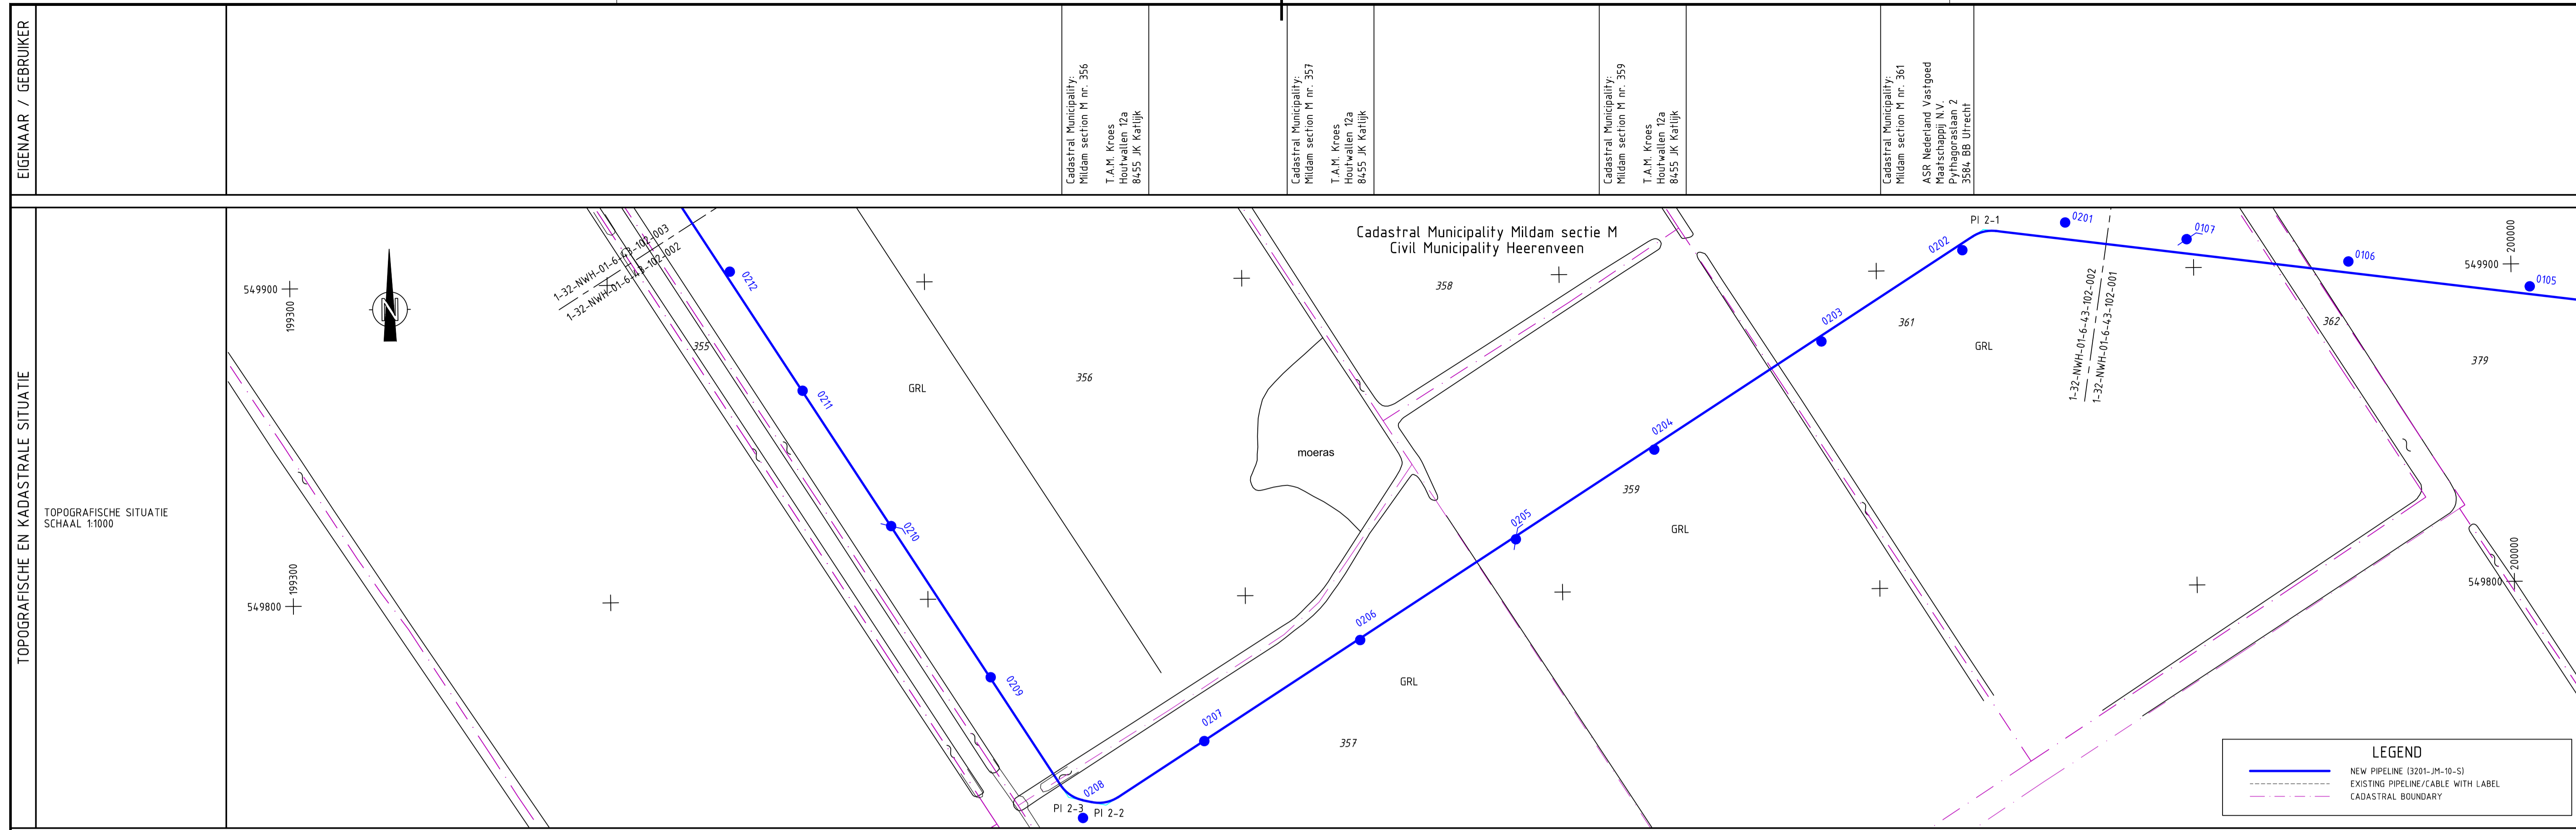 EIGENAAR / GEBRUIKER
Cadastral Municipality:
Mildam section M nr. 356
T.A.M. Kroes
Houtwallen 12a
8455 JK Katlijk
Cadastral Municipality:
Mildam section M nr. 357
T.A.M. Kroes
Houtwallen 12a
8455 JK Katlijk
Cadastral Municipality:
Mildam section M nr. 359
T.A.M. Kroes
Houtwallen 12a
8455 JK Katlijk
Cadastral Municipality:
Mildam section M nr. 361
ASR Nederland Vastgoed
Maatschappij N.V.
Pythagoraslaan 2
3584 BB Utrecht
TOPOGRAFISCHE EN KADASTRALE SITUATIE
TOPOGRAFISCHE SITUATIE
SCHAAL 1:1000
Cadastral Municipality Mildam sectie M
Civil Municipality Heerenveen
1-32-NWH-01-6-43-102-003
1-32-NWH-01-6-43-102-002
549900
199300
N
0212
355
0211
GRL
356
358
moeras
PI 2-1
0201
0107
0202
0106
0105
549900
200000
0203
361
GRL
1-32-NWH-01-6-43-102-002
1-32-NWH-01-6-43-102-001
362
379
0204
359
GRL
0205
0210
549800
199300
549800
200000
0206
GRL
0209
0207
357
0208
PI 2-3
PI 2-2
LEGEND
NEW PIPELINE (3201-JM-10-S)
EXISTING PIPELINE/CABLE WITH LABEL
CADASTRAL BOUNDARY